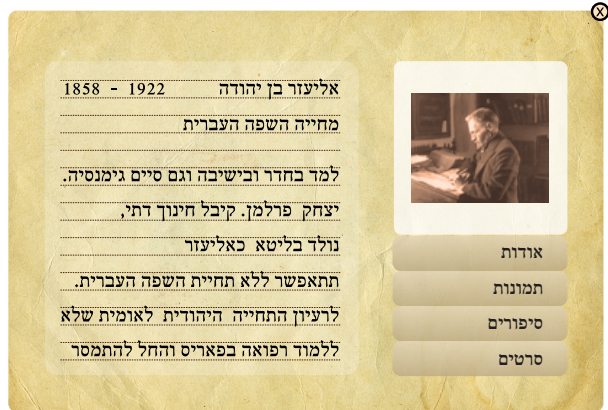 X
אליעזר בן יהודה 1858 - 1922
מחייה השפה העברית
למד בחדר ובישיבה וגם סיים גימנסיה.
יצחק פרלמן. קיבל חינוך דתי,
נולד בליטא כאליעזר
תתאפשר ללא תחיית השפה העברית.
לרעיון התחייה היהודית לאומית שלא
ללמוד רפואה בפאריס והחל להתמסר
אודות
תמונות
סיפורים
סרטים